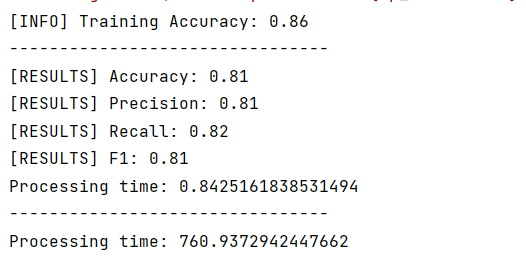 [INFO] Training Accuracy: 0.86
--------------------------------
[RESULTS] Accuracy: 0.81
[RESULTS] Precision: 0.81
[RESULTS] Recall: 0.82
[RESULTS] F1: 0.81
Processing time: 0.8425161838531494
--------------------------------
Processing time: 760.9372942447662